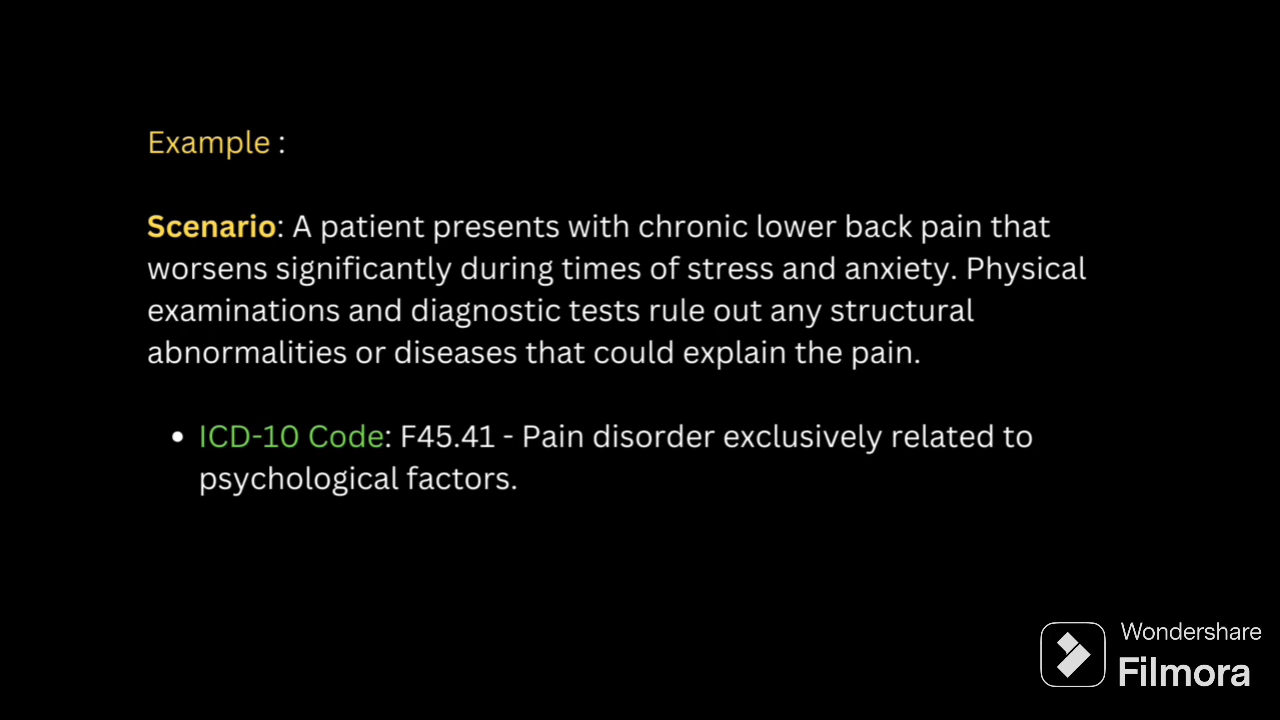 Example :
Scenario: A patient presents with chronic lower back pain that
worsens significantly during times of stress and anxiety. Physical
examinations and diagnostic tests rule out any structural
abnormalities or diseases that could explain the pain.
• ICD-10 Code: F45.41 - Pain disorder exclusively related to
psychological factors.
Wondershare
Filmora